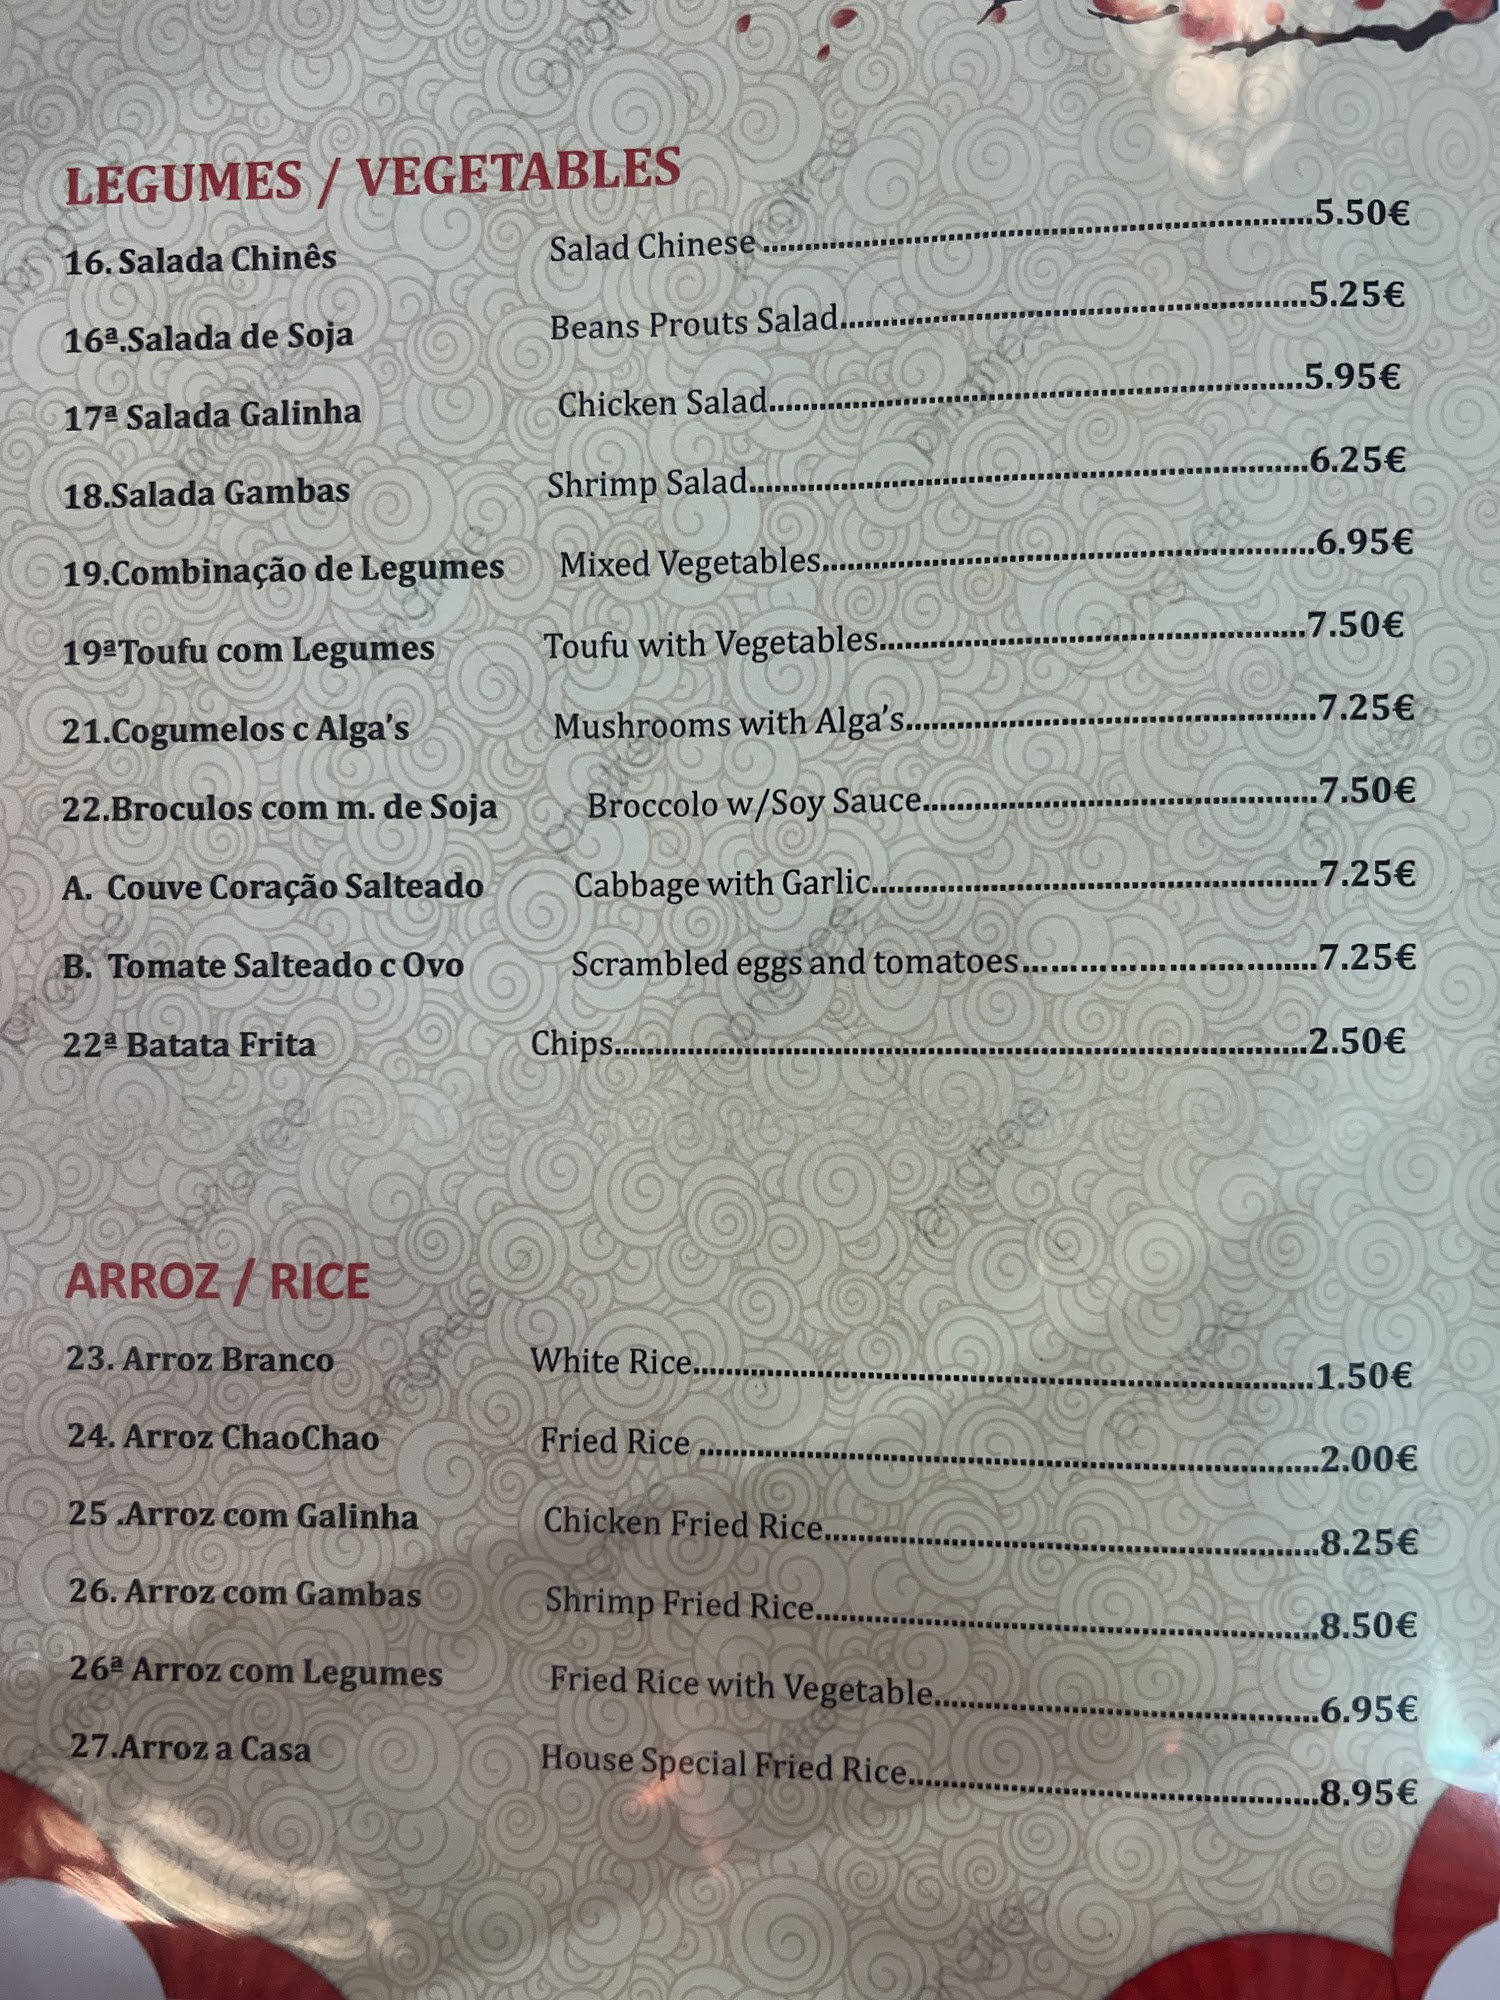 LEGUMES / VEGETABLES
16. Salada Chinês Salad Chinese ....................5.50€
16ª.Salada de Soja Beans Prouts Salad....................5.25€
17ª Salada Galinha Chicken Salad....................5.95€
18.Salada Gambas Shrimp Salad....................6.25€
19.Combinação de Legumes Mixed Vegetables....................6.95€
19ªToufu com Legumes Toufu with Vegetables....................7.50€
21.Cogumelos c Alga's Mushrooms with Alga's....................7.25€
22.Broculos com m. de Soja Broccolo w/Soy Sauce....................7.50€
A. Couve Coração Salteado Cabbage with Garlic....................7.25€
B. Tomate Salteado c Ovo Scrambled eggs and tomatoes....................7.25€
22ª Batata Frita Chips....................2.50€
ARROZ / RICE
23. Arroz Branco White Rice....................1.50€
24. Arroz ChaoChao Fried Rice ....................2.00€
25 .Arroz com Galinha Chicken Fried Rice....................8.25€
26. Arroz com Gambas Shrimp Fried Rice....................8.50€
26ª Arroz com Legumes Fried Rice with Vegetable....................6.95€
27.Arroz a Casa House Special Fried Rice....................8.95€